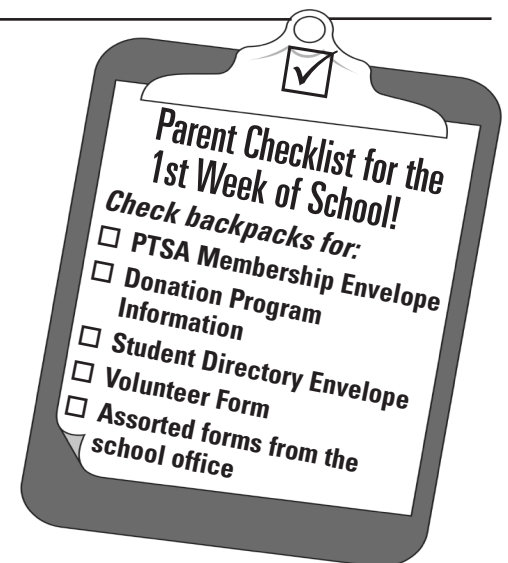 Parent Checklist for the
1st Week of School!
Check backpacks for:
☐ PTSA Membership Envelope
☐ Donation Program
Information
☐ Student Directory Envelope
☐ Volunteer Form
☐ Assorted forms from the
school office